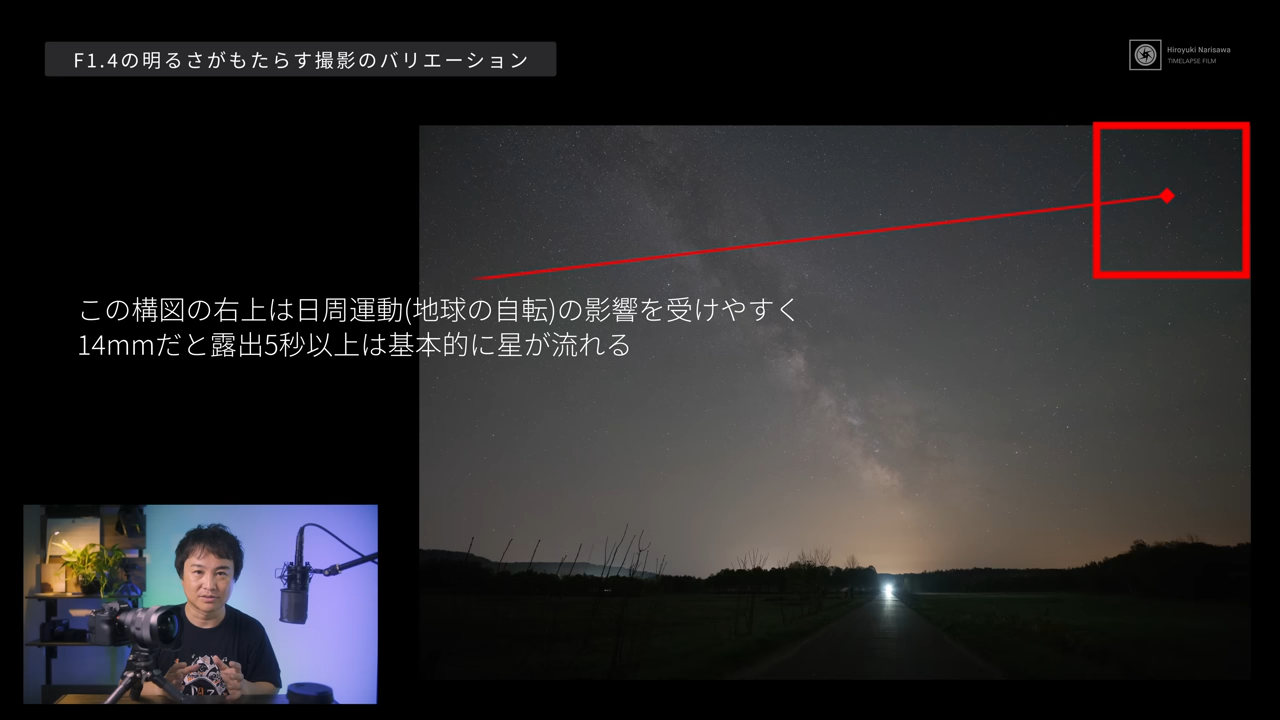 F1.4の明るさがもたらす撮影のバリエーション
Hiroyuki Narisawa
TIMELAPSE FILM
この構図の右上は日周運動(地球の自転)の影響を受けやすく
14mmだと露出5秒以上は基本的に星が流れる